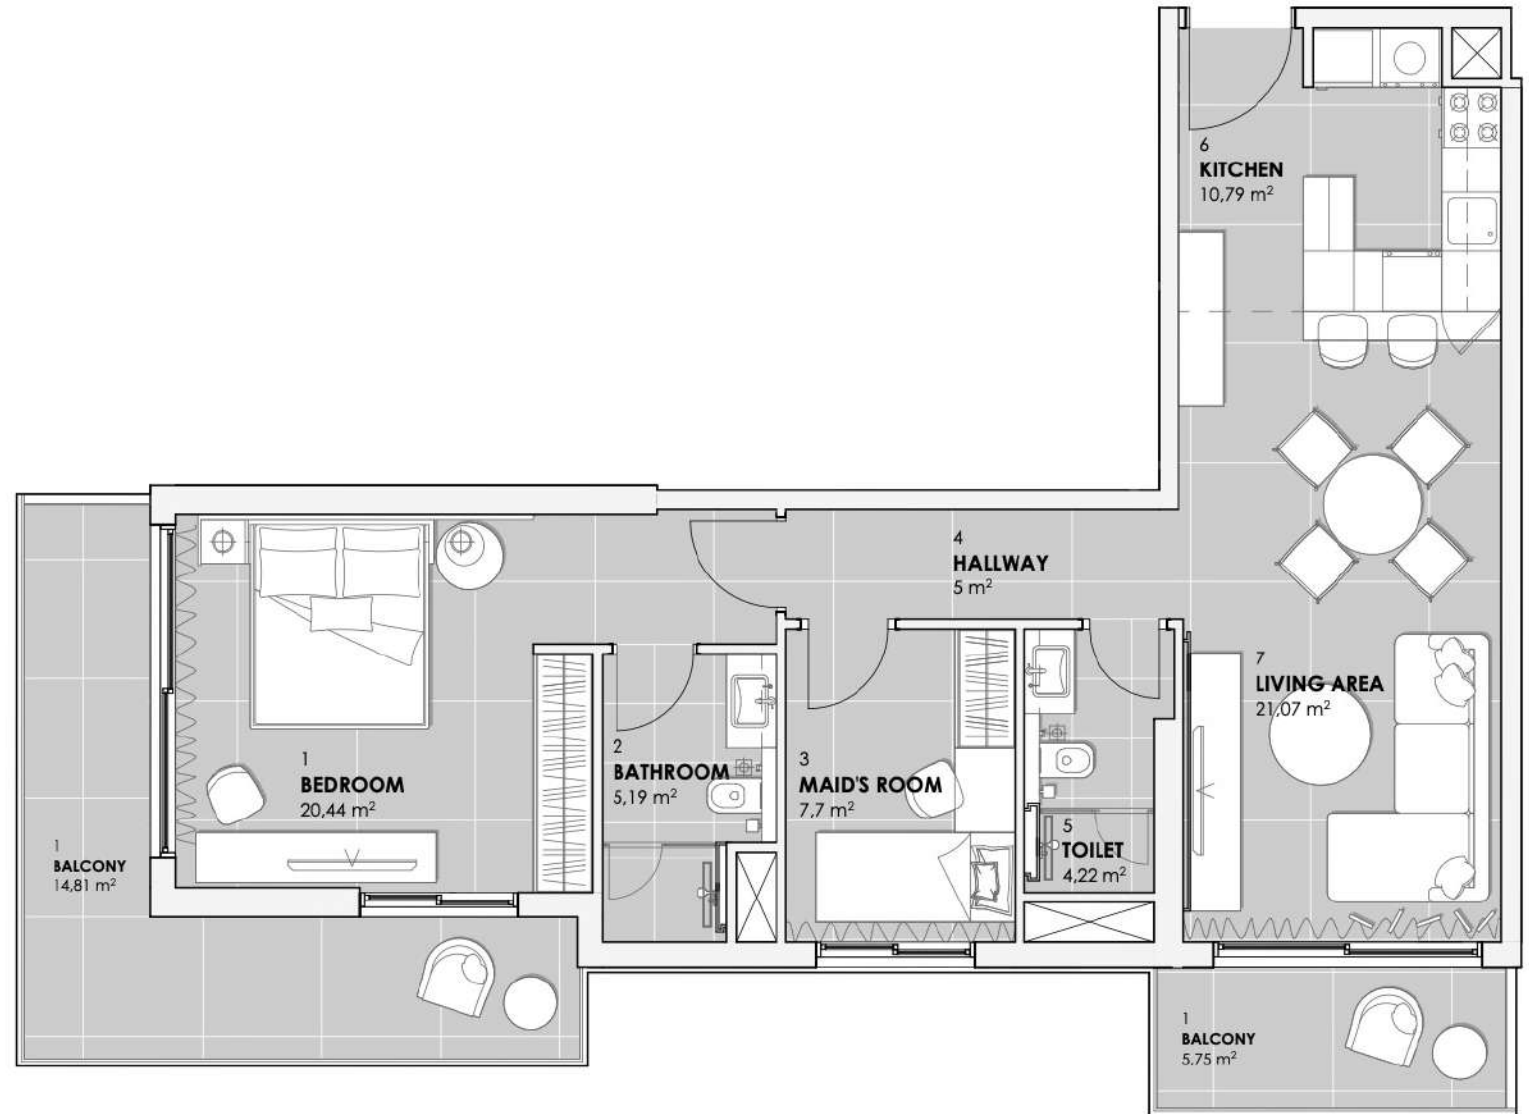 6
KITCHEN
10,79 m²
4
HALLWAY
5 m²
7
LIVING AREA
21,07 m²
1
BEDROOM
20,44 m²
2
BATHROOM
5,19 m²
3
MAID'S ROOM
7,7 m²
5
TOILET
4,22 m²
1
BALCONY
14,81 m²
1
BALCONY
5.75 m²